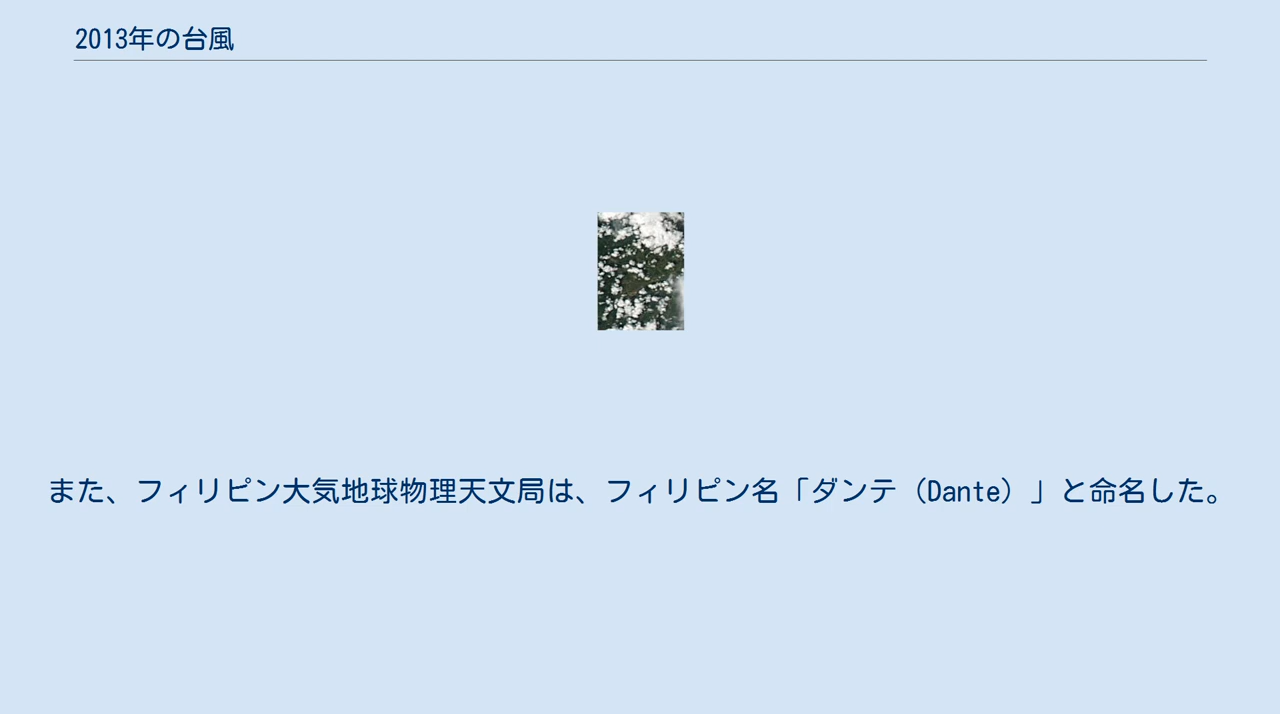 2013年の台風
また、フィリピン大気地球物理天文局は、フィリピン名「ダンテ（Dante）」と命名した。